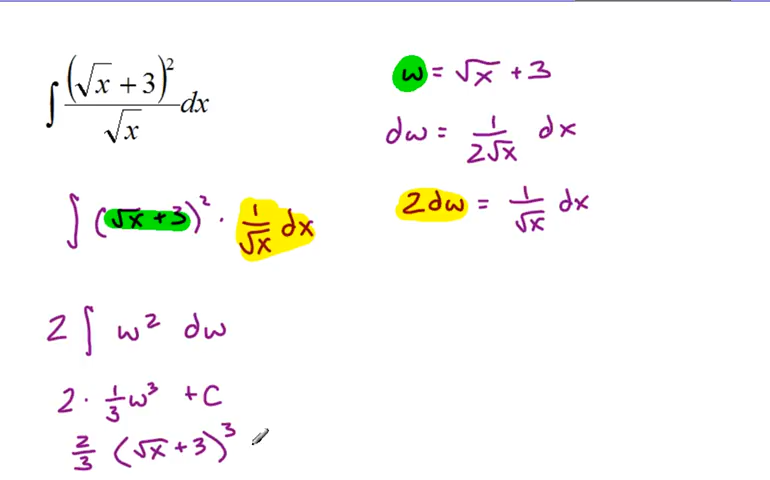 ∫ (√x + 3)² / √x dx
w = √x + 3
dw = 1 / 2√x dx
∫ (√x + 3)² · 1/√x dx
2dw = 1/√x dx
2 ∫ w² dw
2 · 1/3 w³ + C
2/3 (√x + 3)³